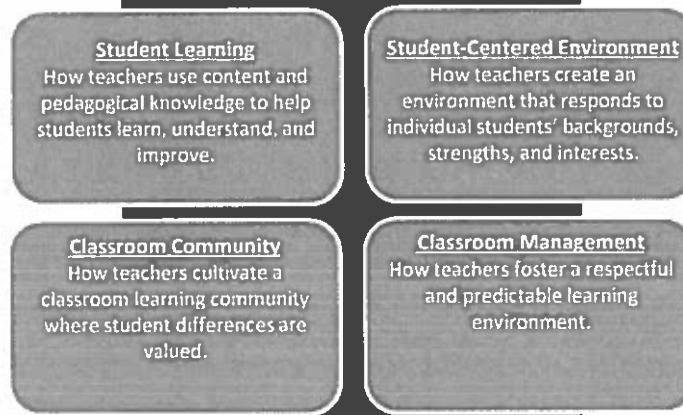 Student Learning
How teachers use content and
pedagogical knowledge to help
students learn, understand, and
improve.
Student-Centered Environment
How teachers create an
environment that responds to
individual students' backgrounds,
strengths, and interests.
Classroom Community
How teachers cultivate a
classroom learning community
where student differences are
valued.
Classroom Management
How teachers foster a respectful
and predictable learning
environment.